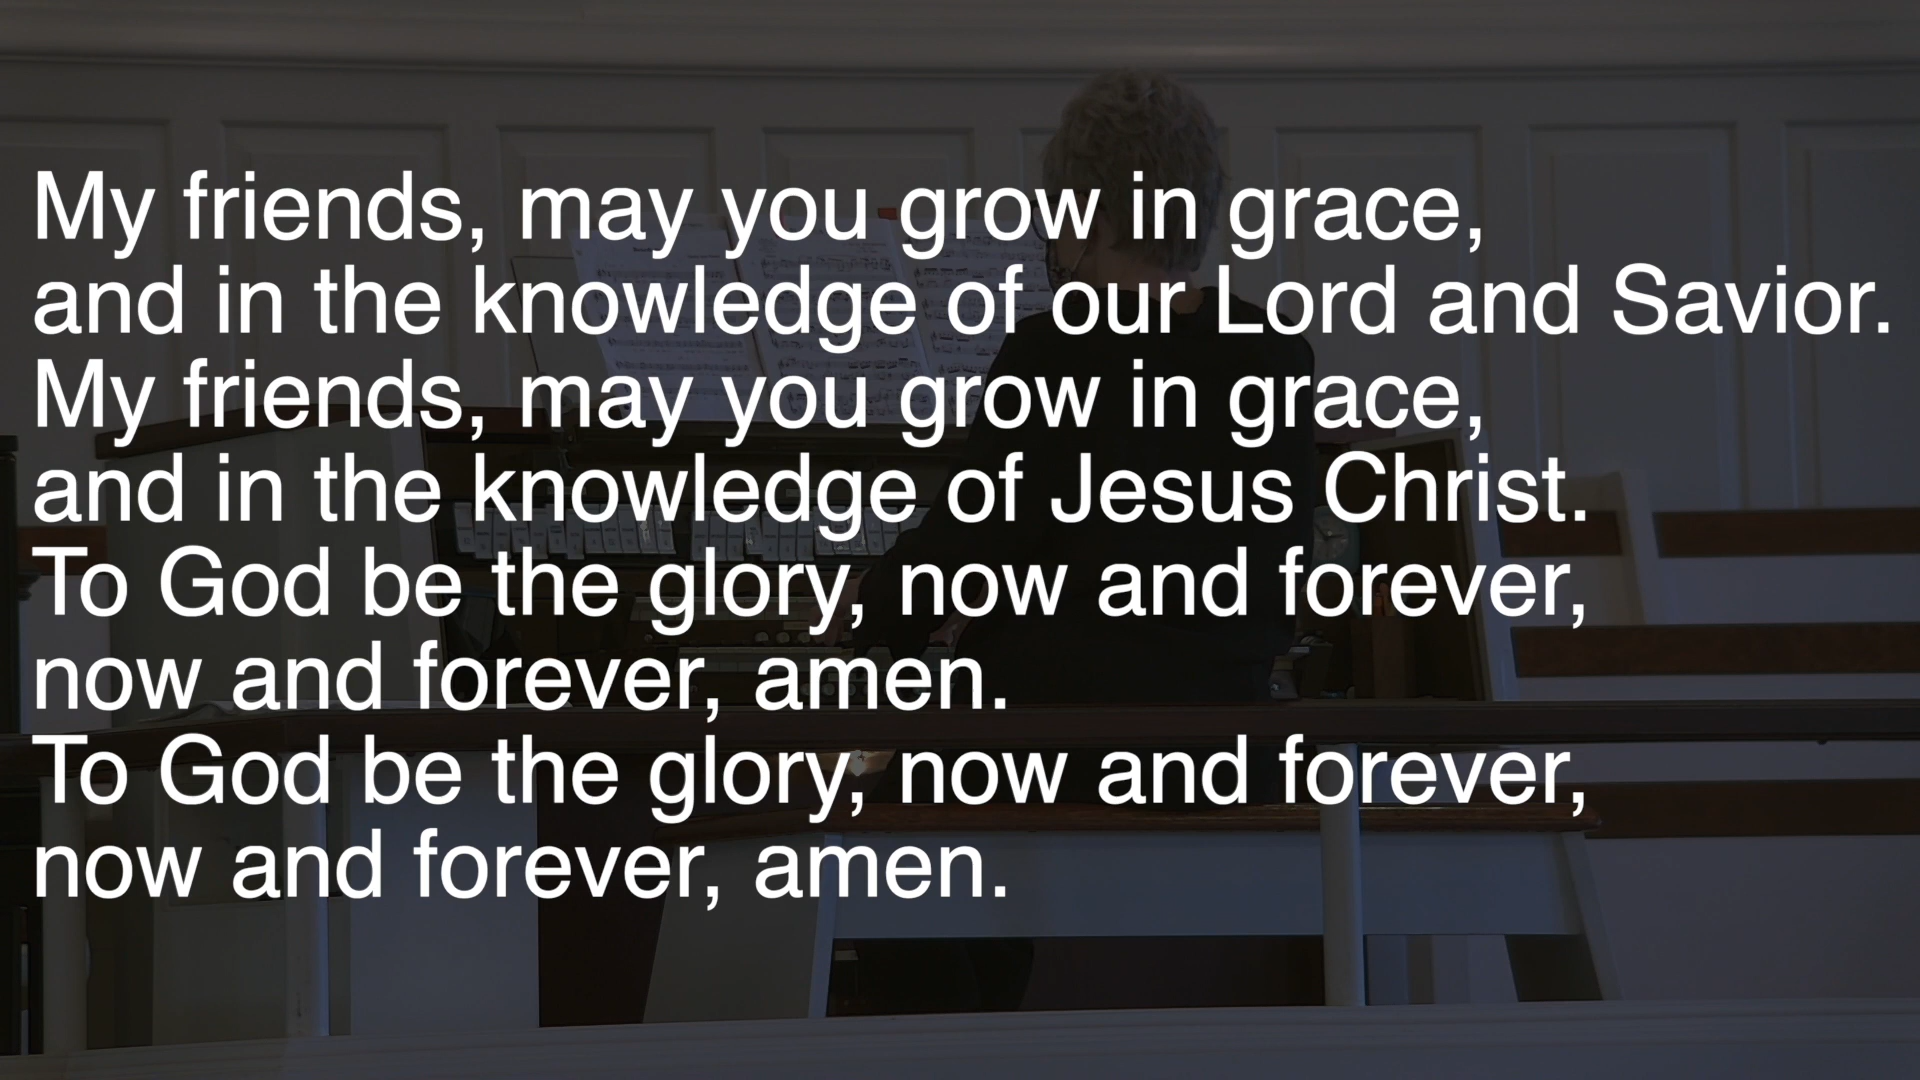 My friends, may you grow in grace,
and in the knowledge of our Lord and Savior.
My friends, may you grow in grace,
and in the knowledge of Jesus Christ.
To God be the glory, now and forever,
now and forever, amen.
To God be the glory, now and forever,
now and forever, amen.